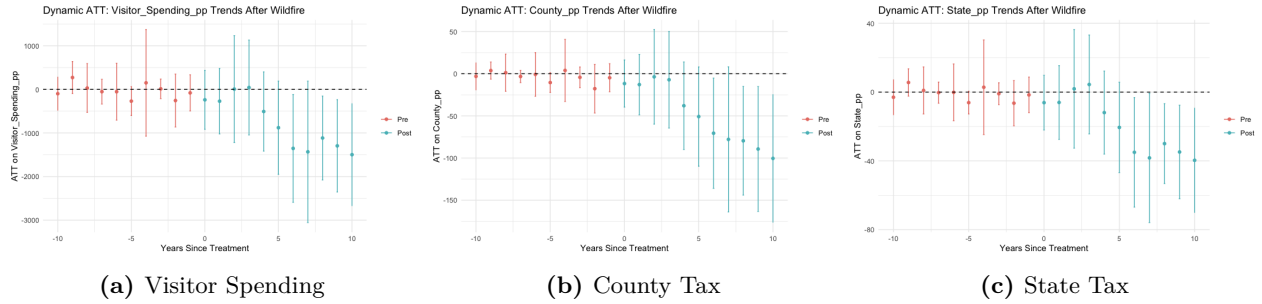 Dynamic ATT: Visitor_Spending_pp Trends After Wildfire
ATT on Visitor_Spending_pp
1000
0
-1000
-2000
-3000
-10
-5
0
5
10
Years Since Treatment
Pre
Post
(a) Visitor Spending
Dynamic ATT: County_pp Trends After Wildfire
ATT on County_pp
50
0
-50
-100
-150
-10
-5
0
5
10
Years Since Treatment
Pre
Post
(b) County Tax
Dynamic ATT: State_pp Trends After Wildfire
ATT on State_pp
40
0
-40
-80
-10
-5
0
5
10
Years Since Treatment
Pre
Post
(c) State Tax